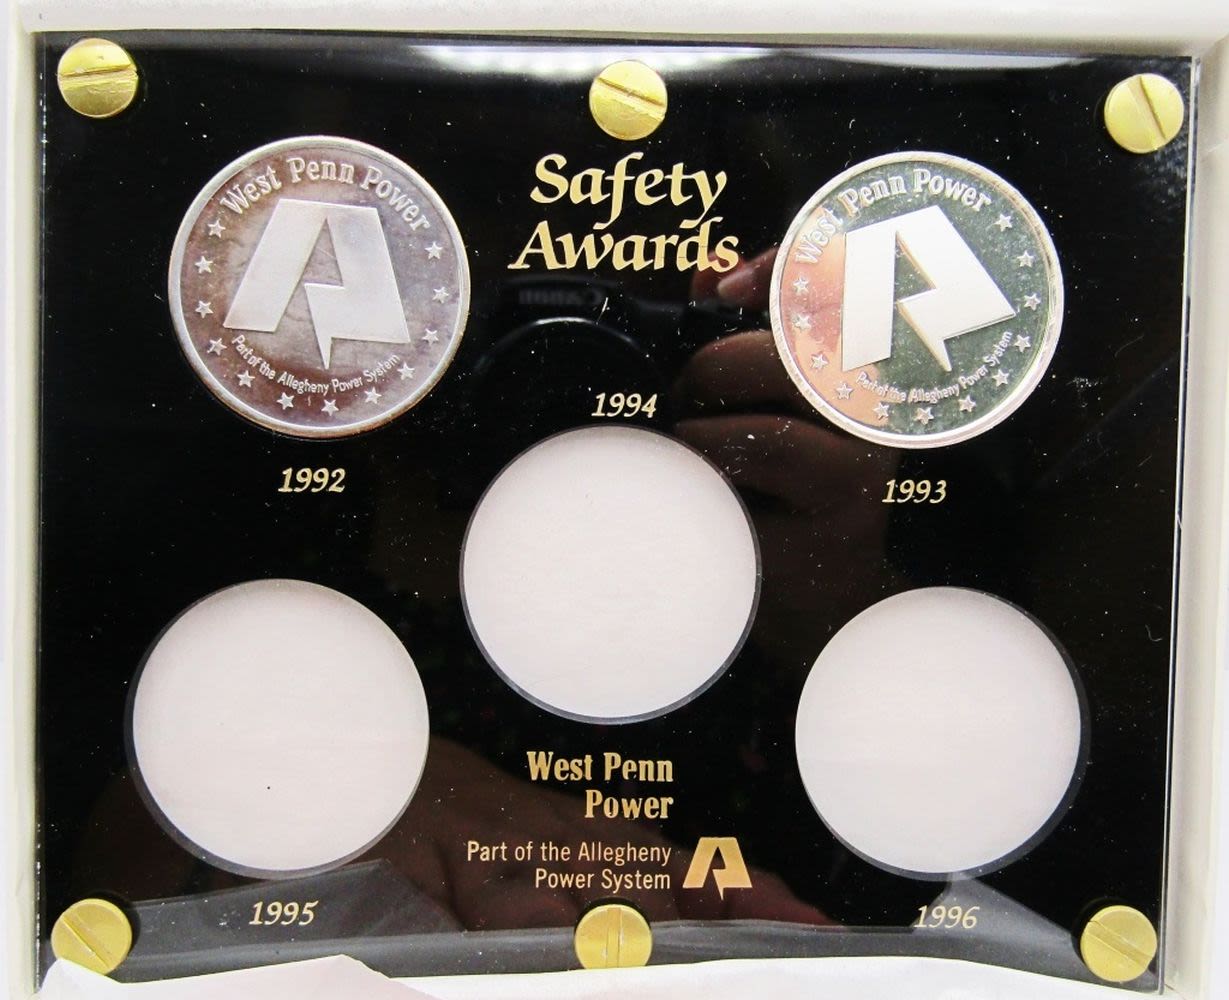 Safety
Awards
West Penn Power
Part of the Allegheny Power System
1992
West Penn Power
Part of the Allegheny Power System
1993
1994
1995
1996
West Penn
Power
Part of the Allegheny
Power System
Canon